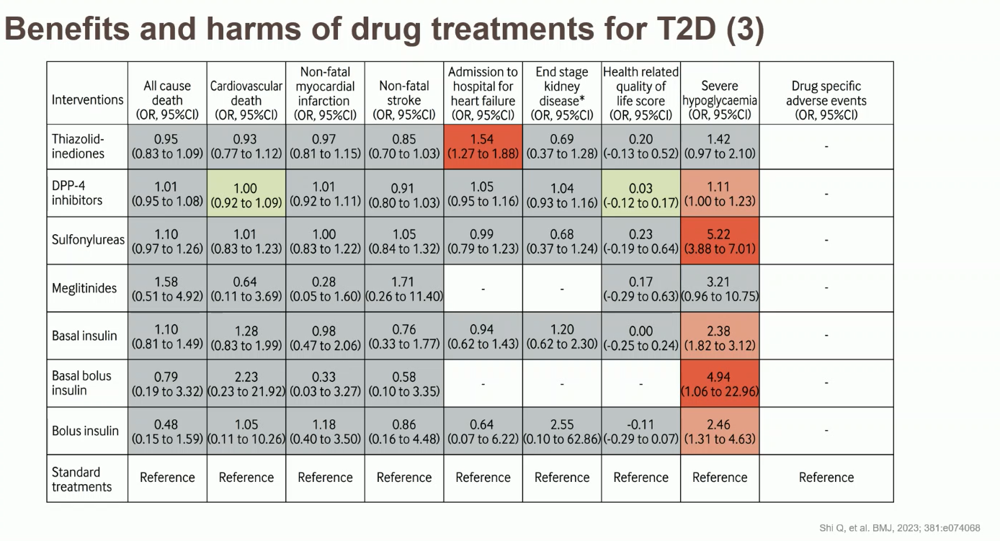 Benefits and harms of drug treatments for T2D (3)
Interventions
All cause
death
(OR, 95%CI)
Cardiovascular
death
(OR, 95%CI)
Non-fatal
myocardial
infarction
(OR, 95%CI)
Non-fatal
stroke
(OR, 95%CI)
Admission to
hospital for
heart failure
(OR, 95%CI)
End stage
kidney
disease*
(OR, 95%CI)
Health related
quality of
life score
(OR, 95%CI)
Severe
hypoglycaemia
(OR, 95%CI)
Drug specific
adverse events
(OR, 95%CI)
Thiazolid-
inediones
0.95
(0.83 to 1.09)
0.93
(0.77 to 1.12)
0.97
(0.81 to 1.15)
0.85
(0.70 to 1.03)
1.54
(1.27 to 1.88)
0.69
(0.37 to 1.28)
0.20
(-0.13 to 0.52)
1.42
(0.97 to 2.10)
-
DPP-4
inhibitors
1.01
(0.95 to 1.08)
1.00
(0.92 to 1.09)
1.01
(0.92 to 1.11)
0.91
(0.80 to 1.03)
1.05
(0.95 to 1.16)
1.04
(0.93 to 1.16)
0.03
(-0.12 to 0.17)
1.11
(1.00 to 1.23)
-
Sulfonylureas
1.10
(0.97 to 1.26)
1.01
(0.83 to 1.23)
1.00
(0.83 to 1.22)
1.05
(0.84 to 1.32)
0.99
(0.79 to 1.23)
0.68
(0.37 to 1.24)
0.23
(-0.19 to 0.64)
5.22
(3.88 to 7.01)
-
Meglitinides
1.58
(0.51 to 4.92)
0.64
(0.11 to 3.69)
0.28
(0.05 to 1.60)
1.71
(0.26 to 11.40)
-
-
0.17
(-0.29 to 0.63)
3.21
(0.96 to 10.75)
-
Basal insulin
1.10
(0.81 to 1.49)
1.28
(0.83 to 1.99)
0.98
(0.47 to 2.06)
0.76
(0.33 to 1.77)
0.94
(0.62 to 1.43)
1.20
(0.62 to 2.30)
0.00
(-0.25 to 0.24)
2.38
(1.82 to 3.12)
-
Basal bolus
insulin
0.79
(0.19 to 3.32)
2.23
(0.23 to 21.92)
0.33
(0.03 to 3.27)
0.58
(0.10 to 3.35)
-
-
-
4.94
(1.06 to 22.96)
-
Bolus insulin
0.48
(0.15 to 1.59)
1.05
(0.11 to 10.26)
1.18
(0.40 to 3.50)
0.86
(0.16 to 4.48)
0.64
(0.07 to 6.22)
2.55
(0.10 to 62.86)
-0.11
(-0.29 to 0.07)
2.46
(1.31 to 4.63)
-
Standard
treatments
Reference
Reference
Reference
Reference
Reference
Reference
Reference
Reference
Reference
Shi Q, et al. BMJ, 2023; 381:e074068